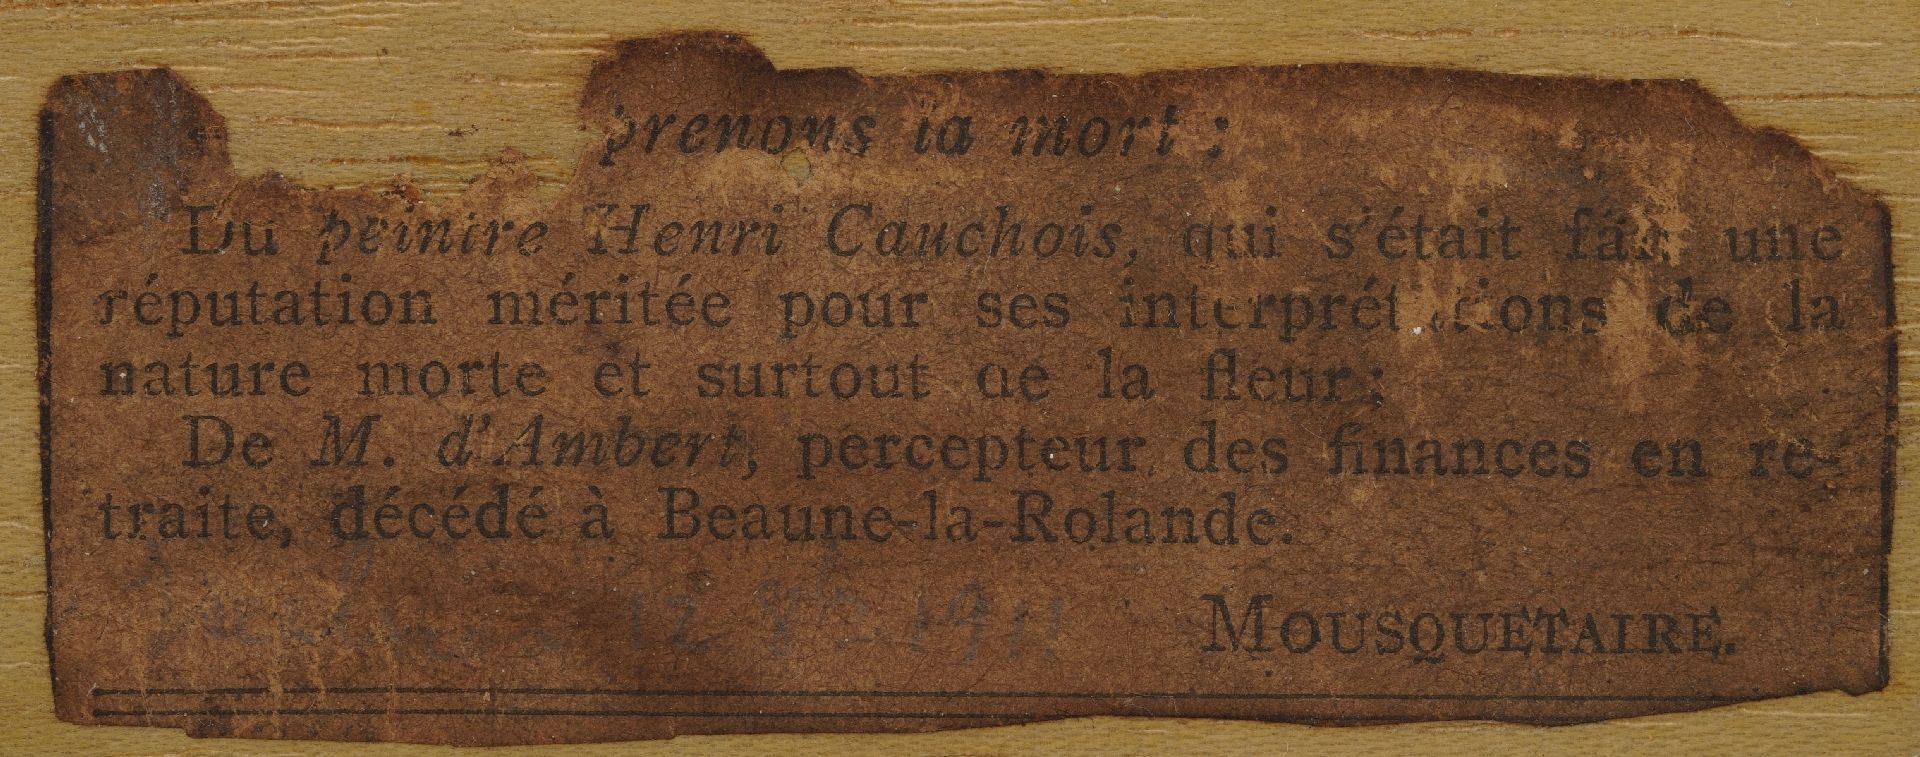 prenons la mort :
Du peintre Henri Cauchois, qui s'était fait une
réputation méritée pour ses interprétations de la
nature morte et surtout de la fleur;
De M. d'Ambert, percepteur des finances en re-
traite, décédé à Beaune-la-Rolande.
12 1911
MOUSQUETAIRE.